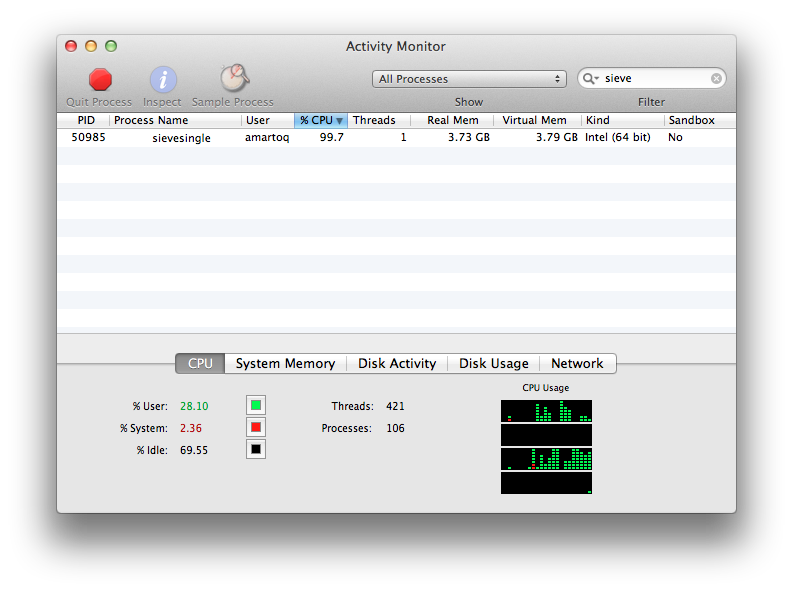 Activity Monitor
All Processes sieve
Quit Process Inspect Sample Process Show Filter
PID Process Name User % CPU Threads Real Mem Virtual Mem Kind Sandbox
50985 sievesingle amartoq 99.7 1 3.73 GB 3.79 GB Intel (64 bit) No
CPU System Memory Disk Activity Disk Usage Network
CPU Usage
% User: 28.10 Threads: 421
% System: 2.36 Processes: 106
% Idle: 69.55